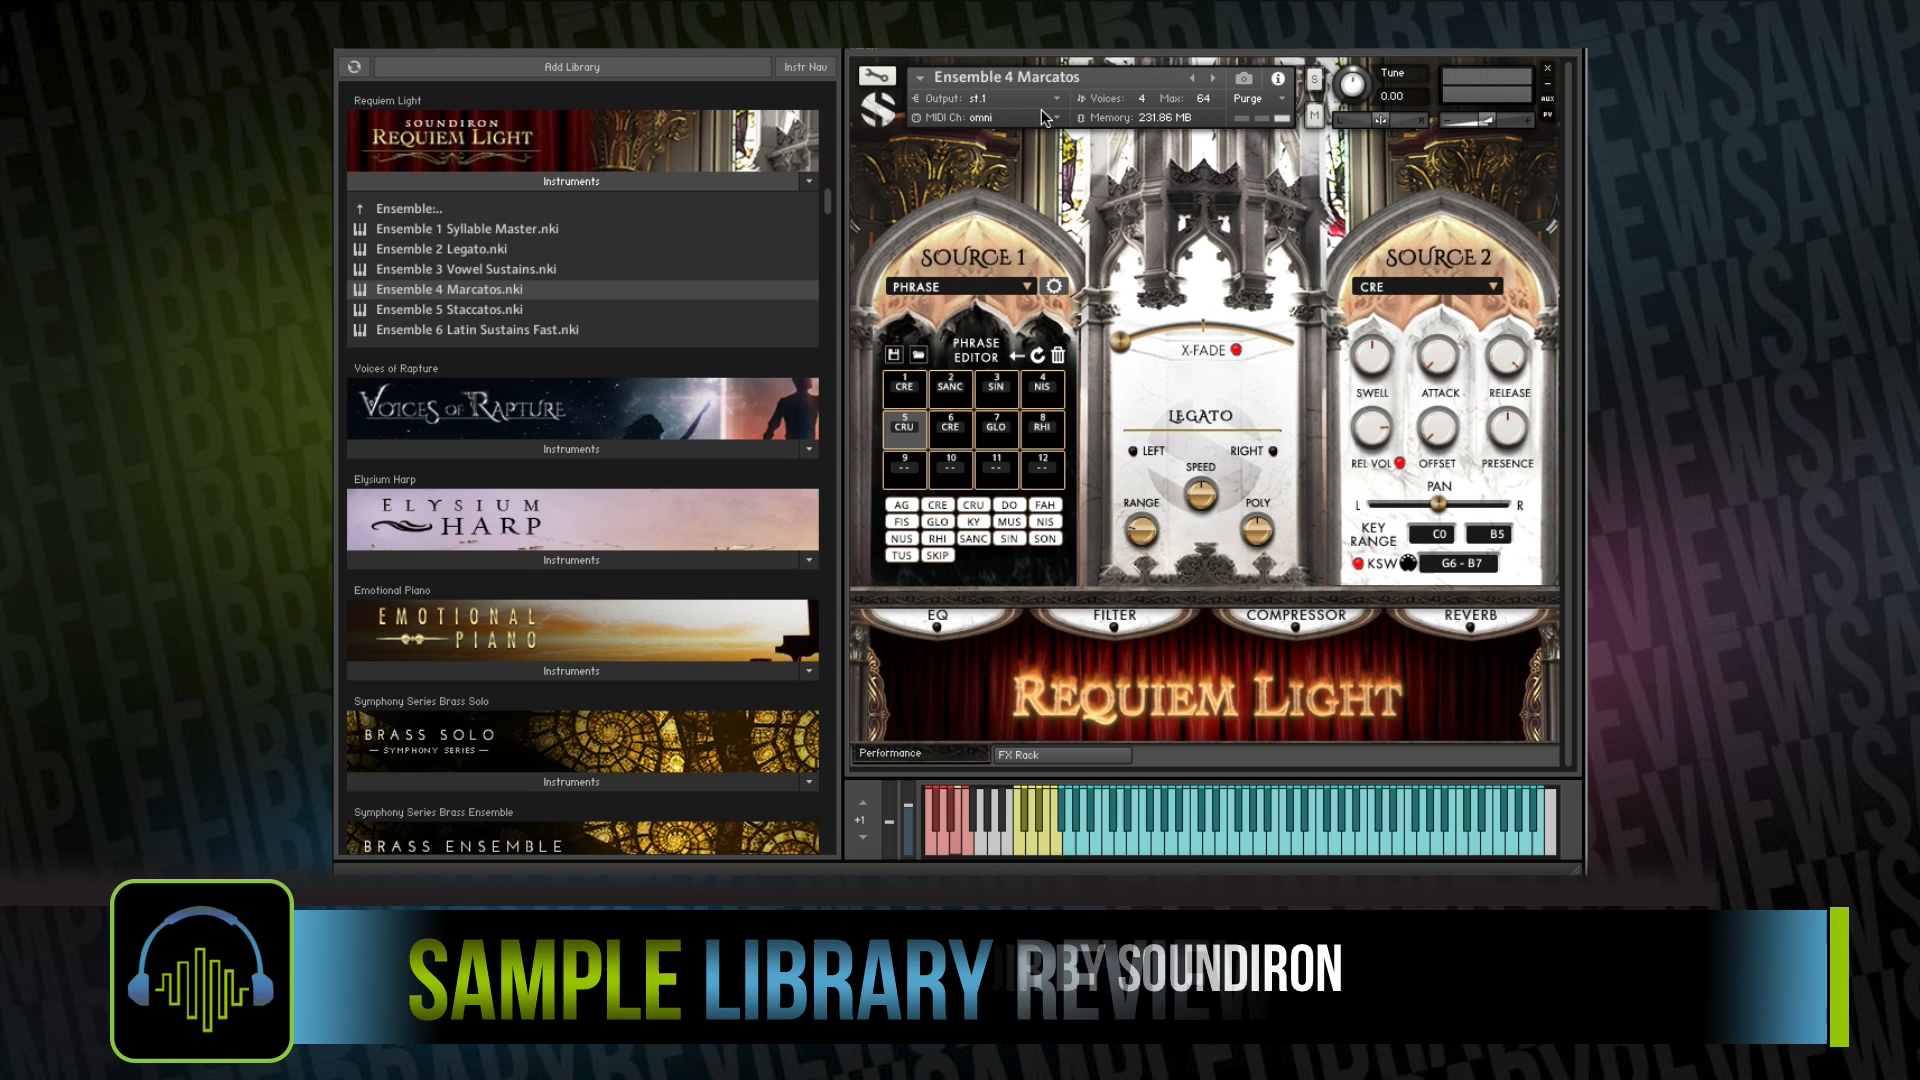 Add Library
Instr Nav
Requiem Light
SOUNDIRON
REQUIEM LIGHT
Instruments
Ensemble:..
Ensemble 1 Syllable Master.nki
Ensemble 2 Legato.nki
Ensemble 3 Vowel Sustains.nki
Ensemble 4 Marcatos.nki
Ensemble 5 Staccatos.nki
Ensemble 6 Latin Sustains Fast.nki
Voices of Rapture
VOICES OF RAPTURE
Instruments
Elysium Harp
ELYSIUM
HARP
Instruments
Emotional Piano
EMOTIONAL
PIANO
Instruments
Symphony Series Brass Solo
BRASS SOLO
— SYMPHONY SERIES —
Instruments
Symphony Series Brass Ensemble
BRASS ENSEMBLE
Ensemble 4 Marcatos
Output: st.1
Voices: 4 Max: 64
Purge
MIDI Ch: omni
Memory: 231.86 MB
S
M
Tune
0.00
L R
- +
X
AUX
PV
SOURCE 1
PHRASE
PHRASE
EDITOR
1 2 3 4
CRE SANC SIN NIS
5 6 7 8
CRU CRE GLO RHI
9 10 11 12
-- -- -- --
AG CRE CRU DO FAH
FIS GLO KY MUS NIS
NUS RHI SANC SIN SON
TUS SKIP
X-FADE
LEGATO
LEFT RIGHT
SPEED
RANGE POLY
SOURCE 2
CRE
SWELL ATTACK RELEASE
REL VOL OFFSET PRESENCE
PAN
L R
KEY
RANGE C0 B5
KSW G6 - B7
EQ FILTER COMPRESSOR REVERB
REQUIEM LIGHT
Performance FX Rack
+1
SAMPLE LIBRARY REVIEW
BY SOUNDIRON